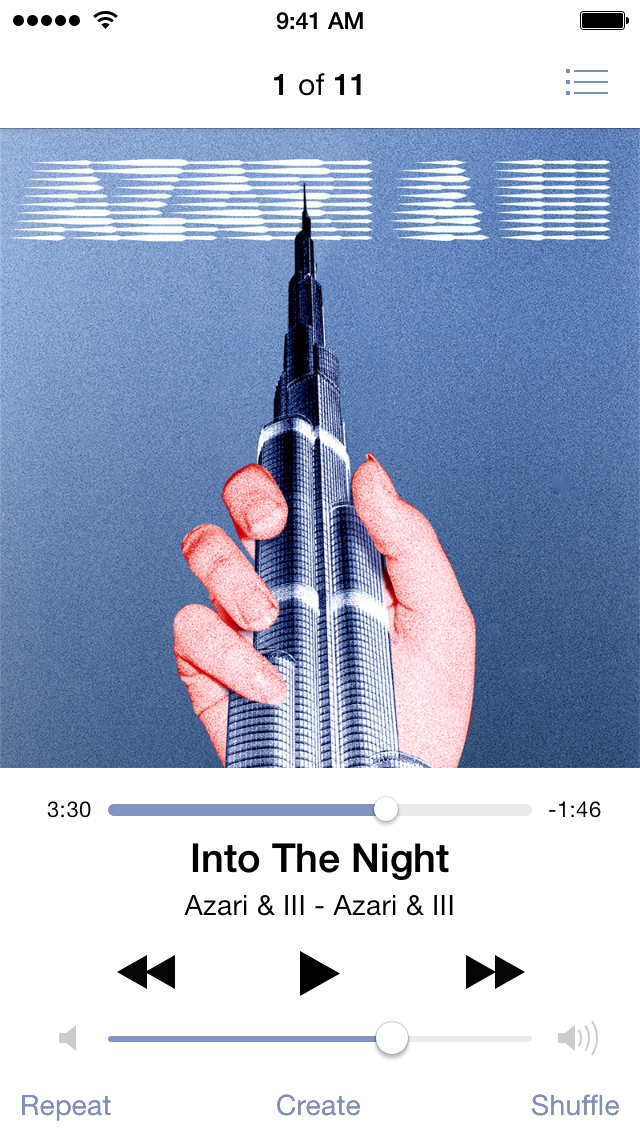 9:41 AM
1 of 11
AZARI & III
3:30
-1:46
Into The Night
Azari & III - Azari & III
Repeat
Create
Shuffle